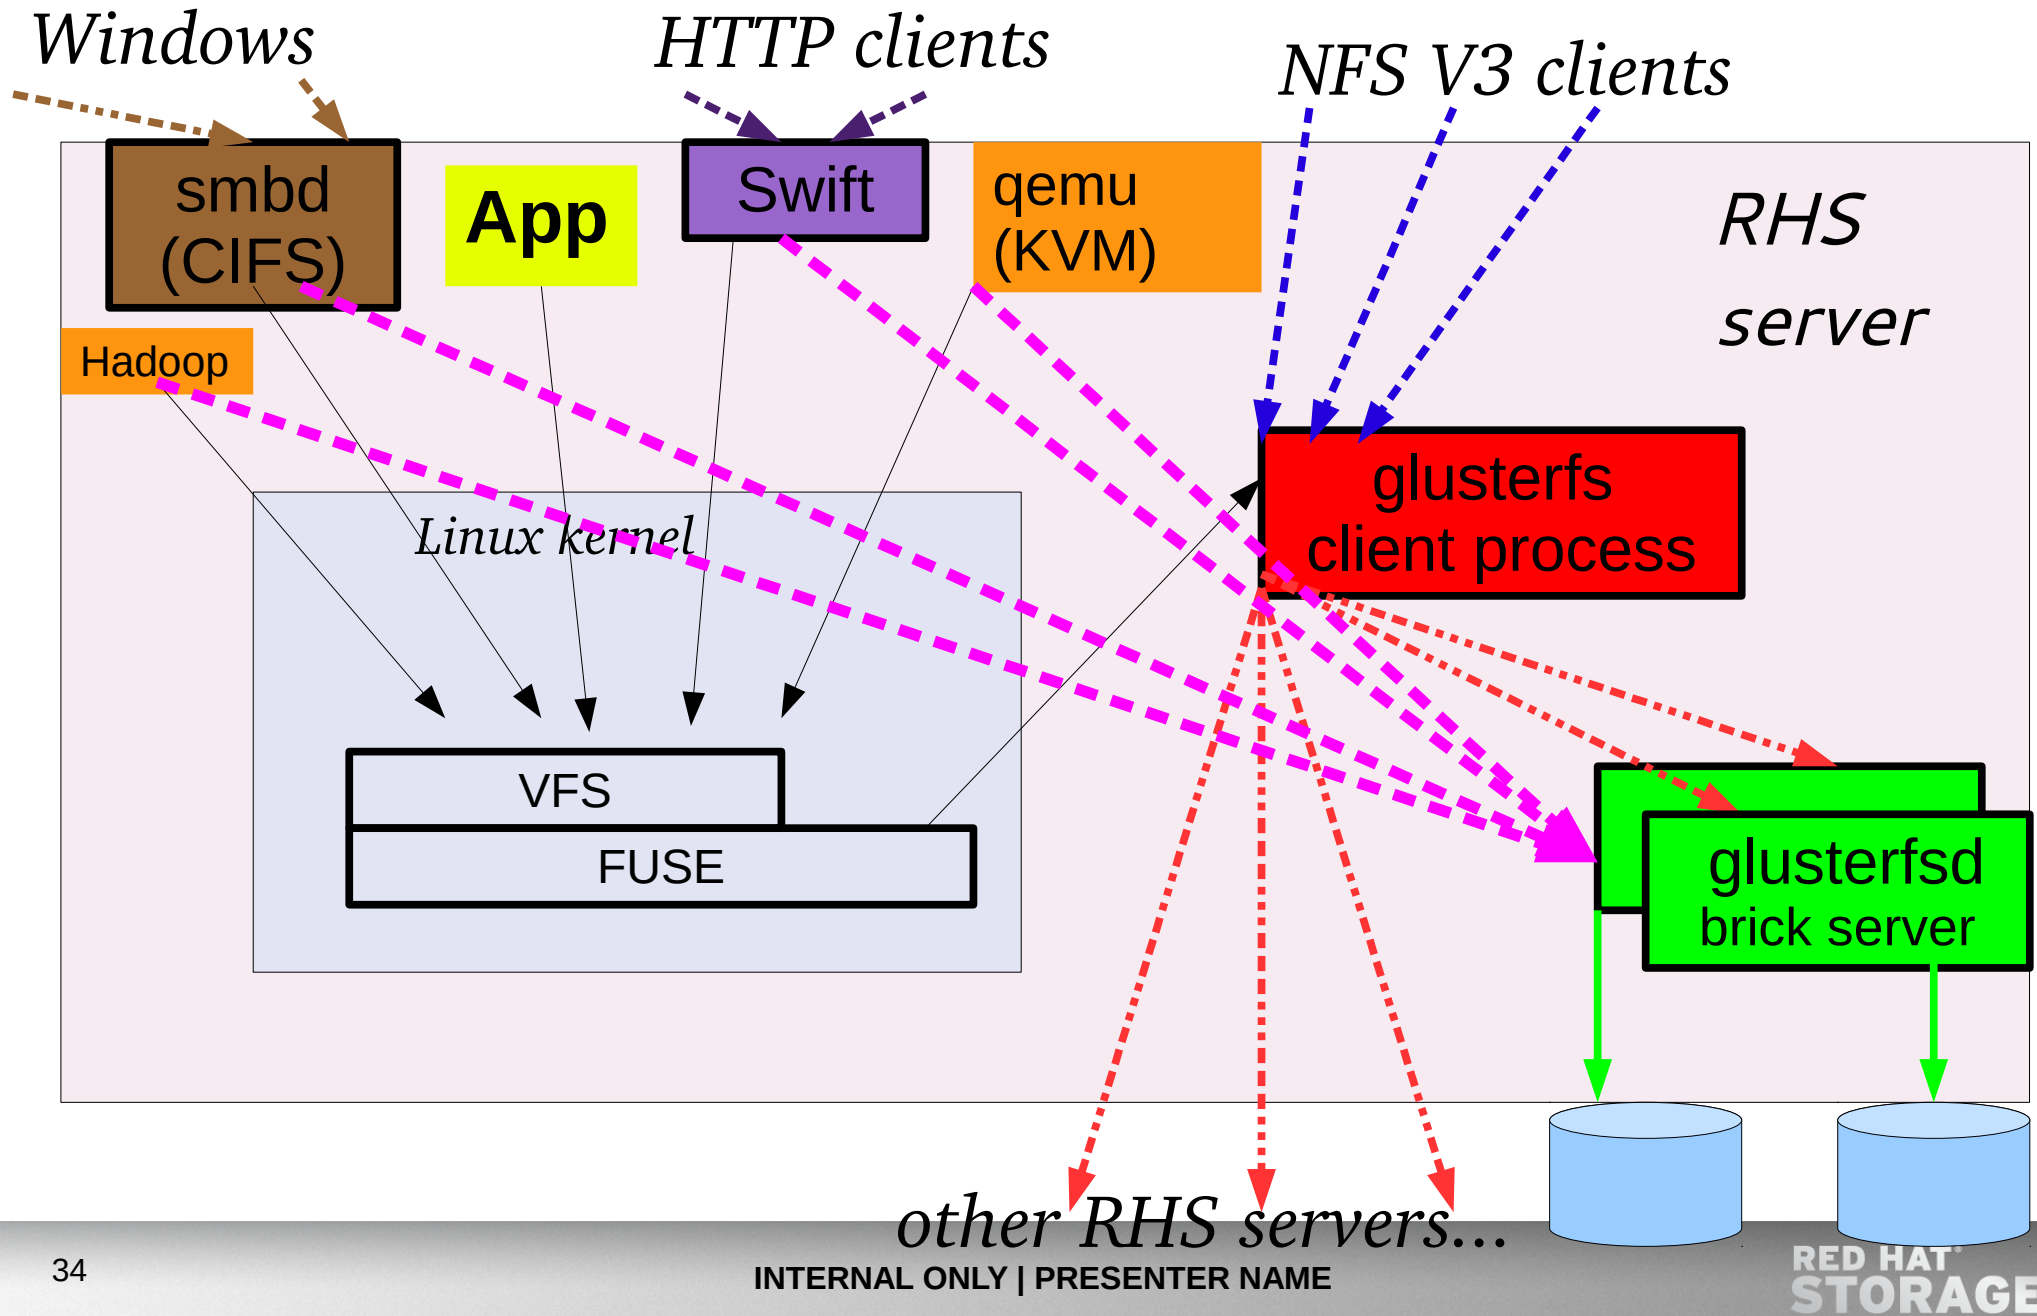 Windows
HTTP clients
NFS V3 clients
smbd
(CIFS)
App
Swift
qemu
(KVM)
RHS
server
Hadoop
glusterfs
client process
Linux kernel
VFS
FUSE
glusterfsd
brick server
other RHS servers...
34
INTERNAL ONLY | PRESENTER NAME
RED HAT
STORAGE